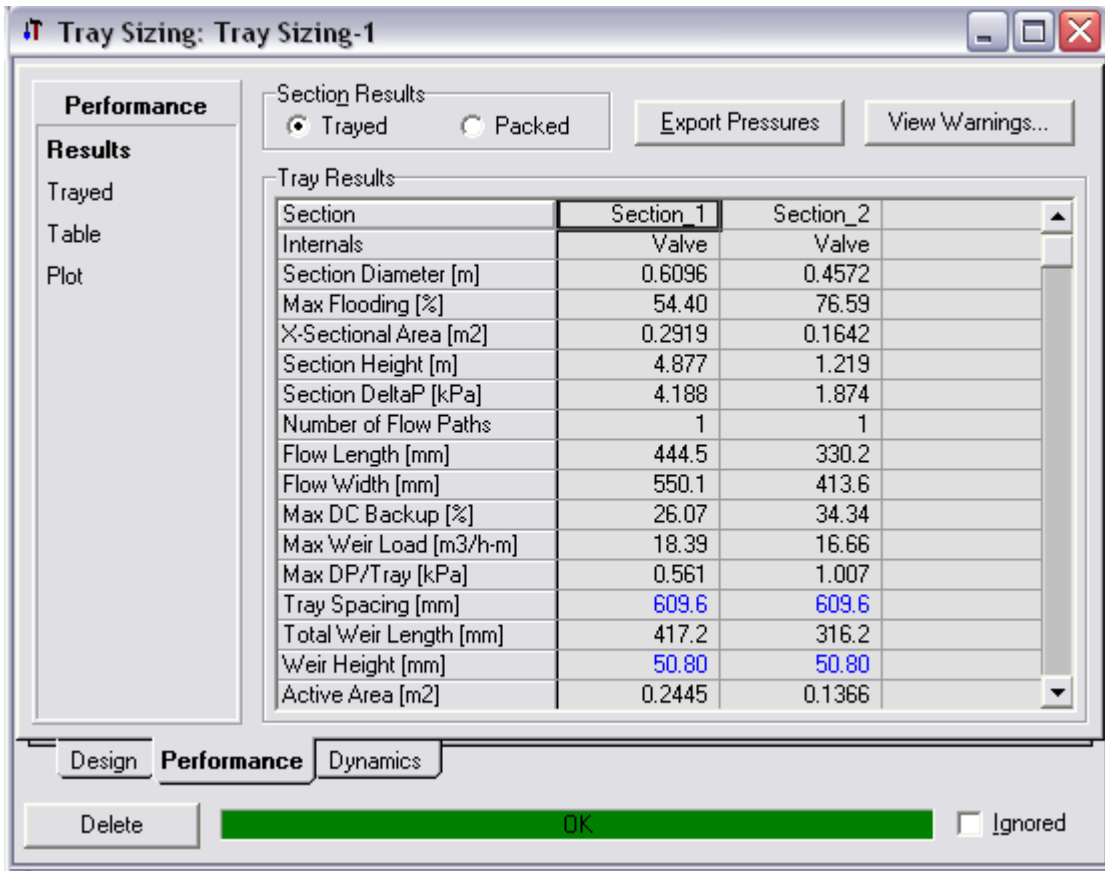 Tray Sizing: Tray Sizing-1
Performance
Results
Trayed
Table
Plot
Section Results
Trayed Packed
Export Pressures
View Warnings...
Tray Results
Section Section_1 Section_2
Internals Valve Valve
Section Diameter [m] 0.6096 0.4572
Max Flooding [%] 54.40 76.59
X-Sectional Area [m2] 0.2919 0.1642
Section Height [m] 4.877 1.219
Section DeltaP [kPa] 4.188 1.874
Number of Flow Paths 1 1
Flow Length [mm] 444.5 330.2
Flow Width [mm] 550.1 413.6
Max DC Backup [%] 26.07 34.34
Max Weir Load [m3/h-m] 18.39 16.66
Max DP/Tray [kPa] 0.561 1.007
Tray Spacing [mm] 609.6 609.6
Total Weir Length [mm] 417.2 316.2
Weir Height [mm] 50.80 50.80
Active Area [m2] 0.2445 0.1366
Design Performance Dynamics
Delete OK Ignored